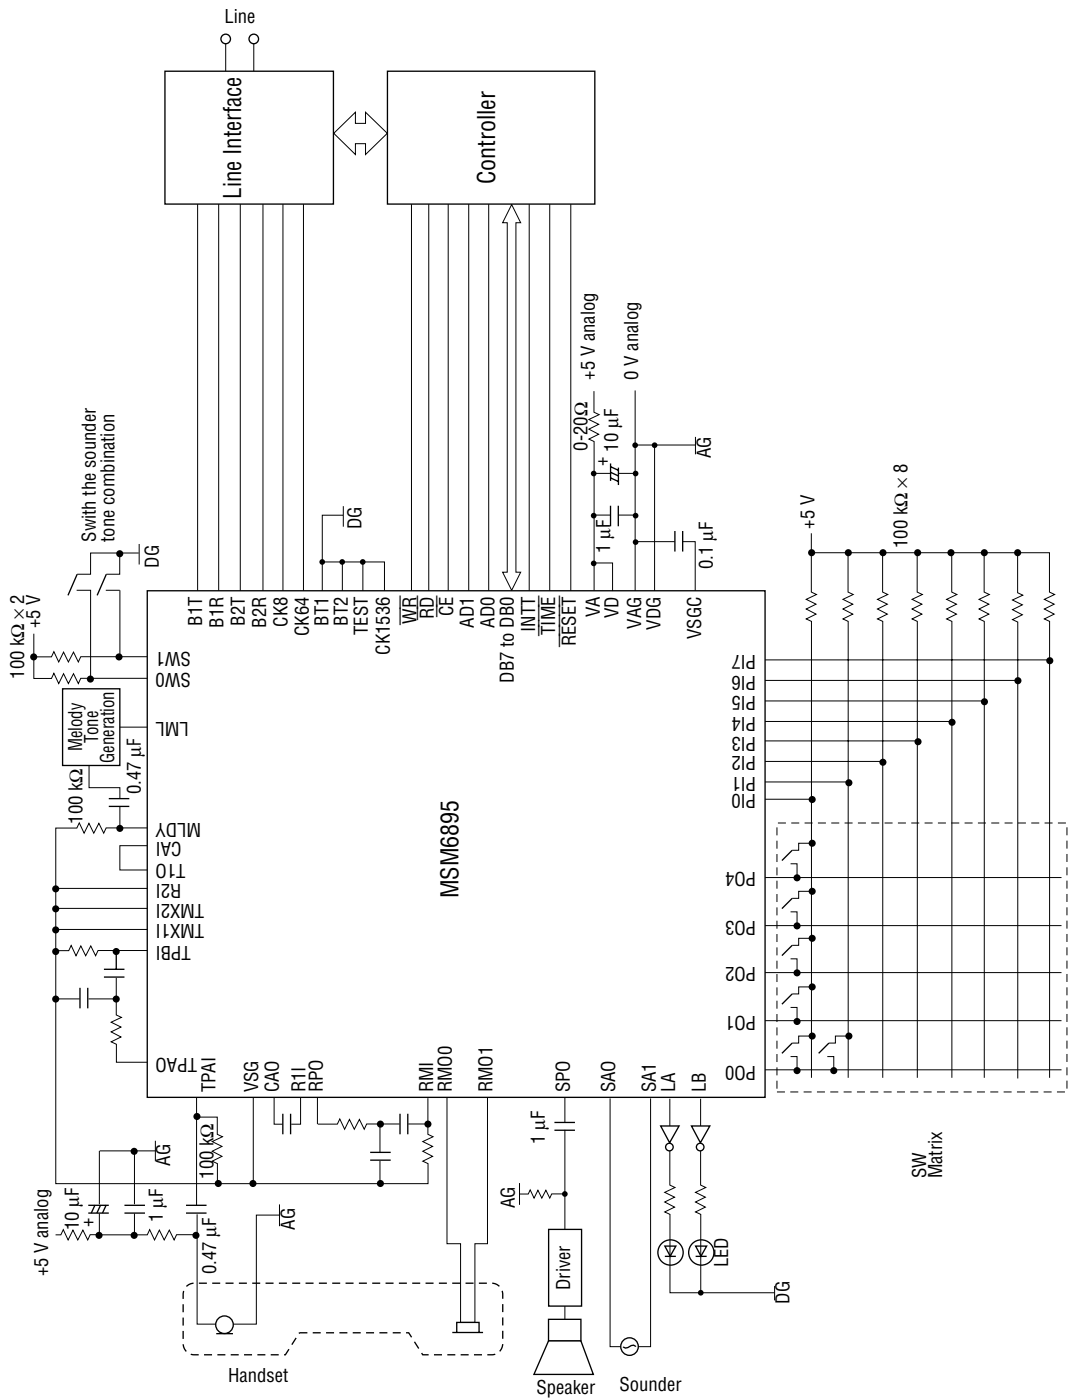 Line
Line Interface
Controller
Swith the sounder
tone combination
100 kΩ × 2
+5 V
DG
DG
+5 V analog
0 V analog
0-20Ω
10 µF
+
1 µF
0.1 µF
AG
B1T
B1R
B2T
B2R
CK8
CK64
BT1
BT2
TEST
CK1536
WR
RD
CE
AD1
AD0
DB7 to DB0
INTT
TIME
RESET
VA
VD
VAG
VDG
VSGC
SW1
SW0
LML
Melody
Tone
Generation
0.47 µF
100 kΩ
MLDY
CAI
T1O
R2I
TMX2I
TMX1I
TPBI
TPAO
MSM6895
PI7
PI6
PI5
PI4
PI3
PI2
PI1
PI0
PO4
PO3
PO2
PO1
PO0
+5 V
100 kΩ × 8
SW
Matrix
TPAI
VSG
CAO
R1I
RPO
RMI
RMO0
RMO1
SPO
SAO
SA1
LA
LB
+5 V analog
10 µF
+
1 µF
AG
100 kΩ
0.47 µF
AG
Handset
1 µF
AG
Driver
Speaker
Sounder
LED
DG